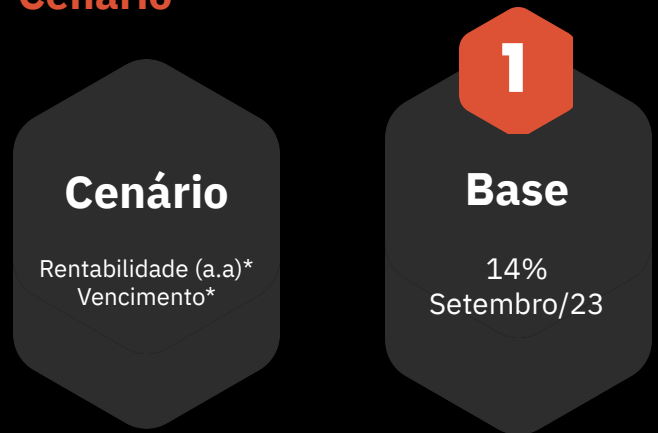 Cenário
1
Cenário
Base
Rentabilidade (a.a)*
Vencimento*
14%
Setembro/23